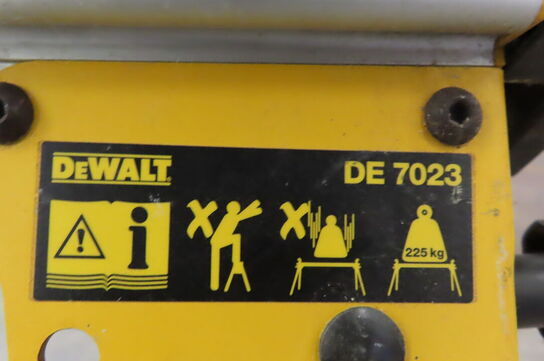 DEWALT
DE 7023
i
225 kg